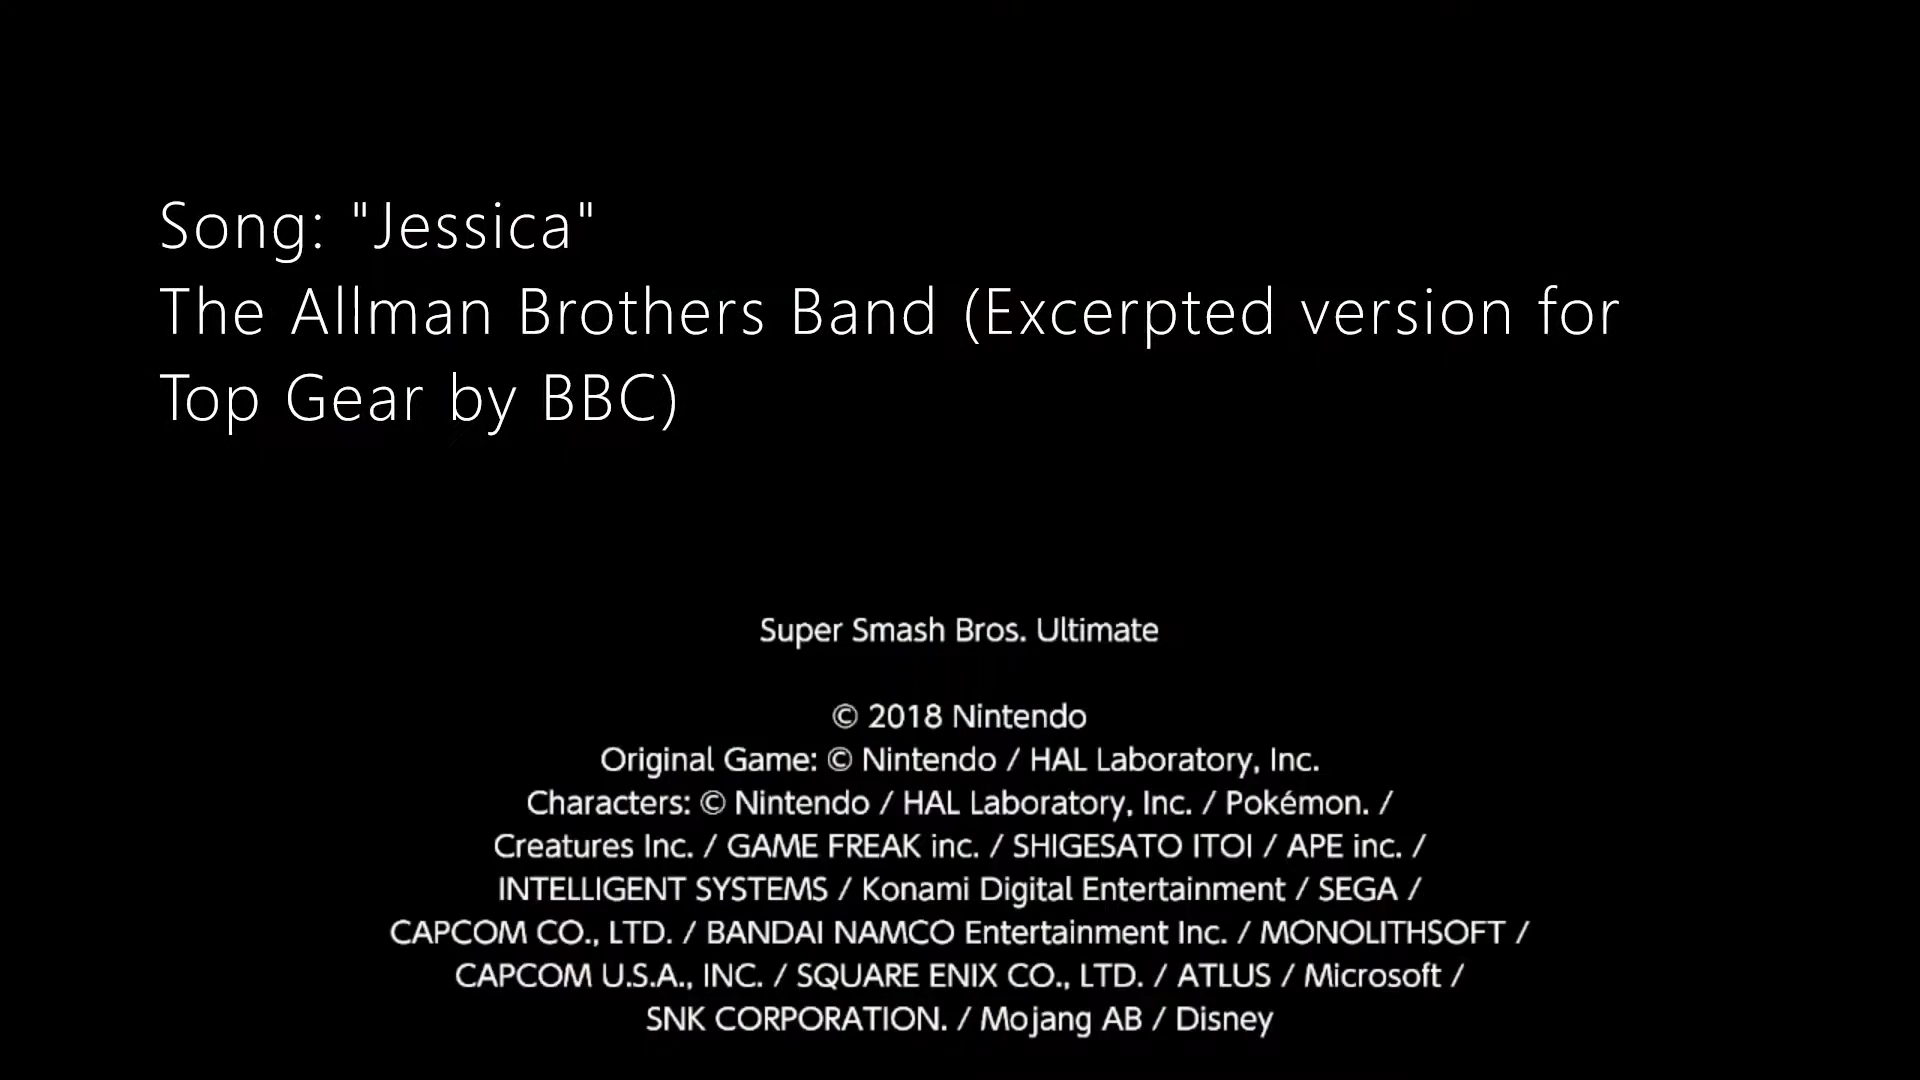 Song: "Jessica"
The Allman Brothers Band (Excerpted version for
Top Gear by BBC)
Super Smash Bros. Ultimate
© 2018 Nintendo
Original Game: © Nintendo / HAL Laboratory, Inc.
Characters: © Nintendo / HAL Laboratory, Inc. / Pokémon. /
Creatures Inc. / GAME FREAK inc. / SHIGESATO ITOI / APE inc. /
INTELLIGENT SYSTEMS / Konami Digital Entertainment / SEGA /
CAPCOM CO., LTD. / BANDAI NAMCO Entertainment Inc. / MONOLITHSOFT /
CAPCOM U.S.A., INC. / SQUARE ENIX CO., LTD. / ATLUS / Microsoft /
SNK CORPORATION. / Mojang AB / Disney